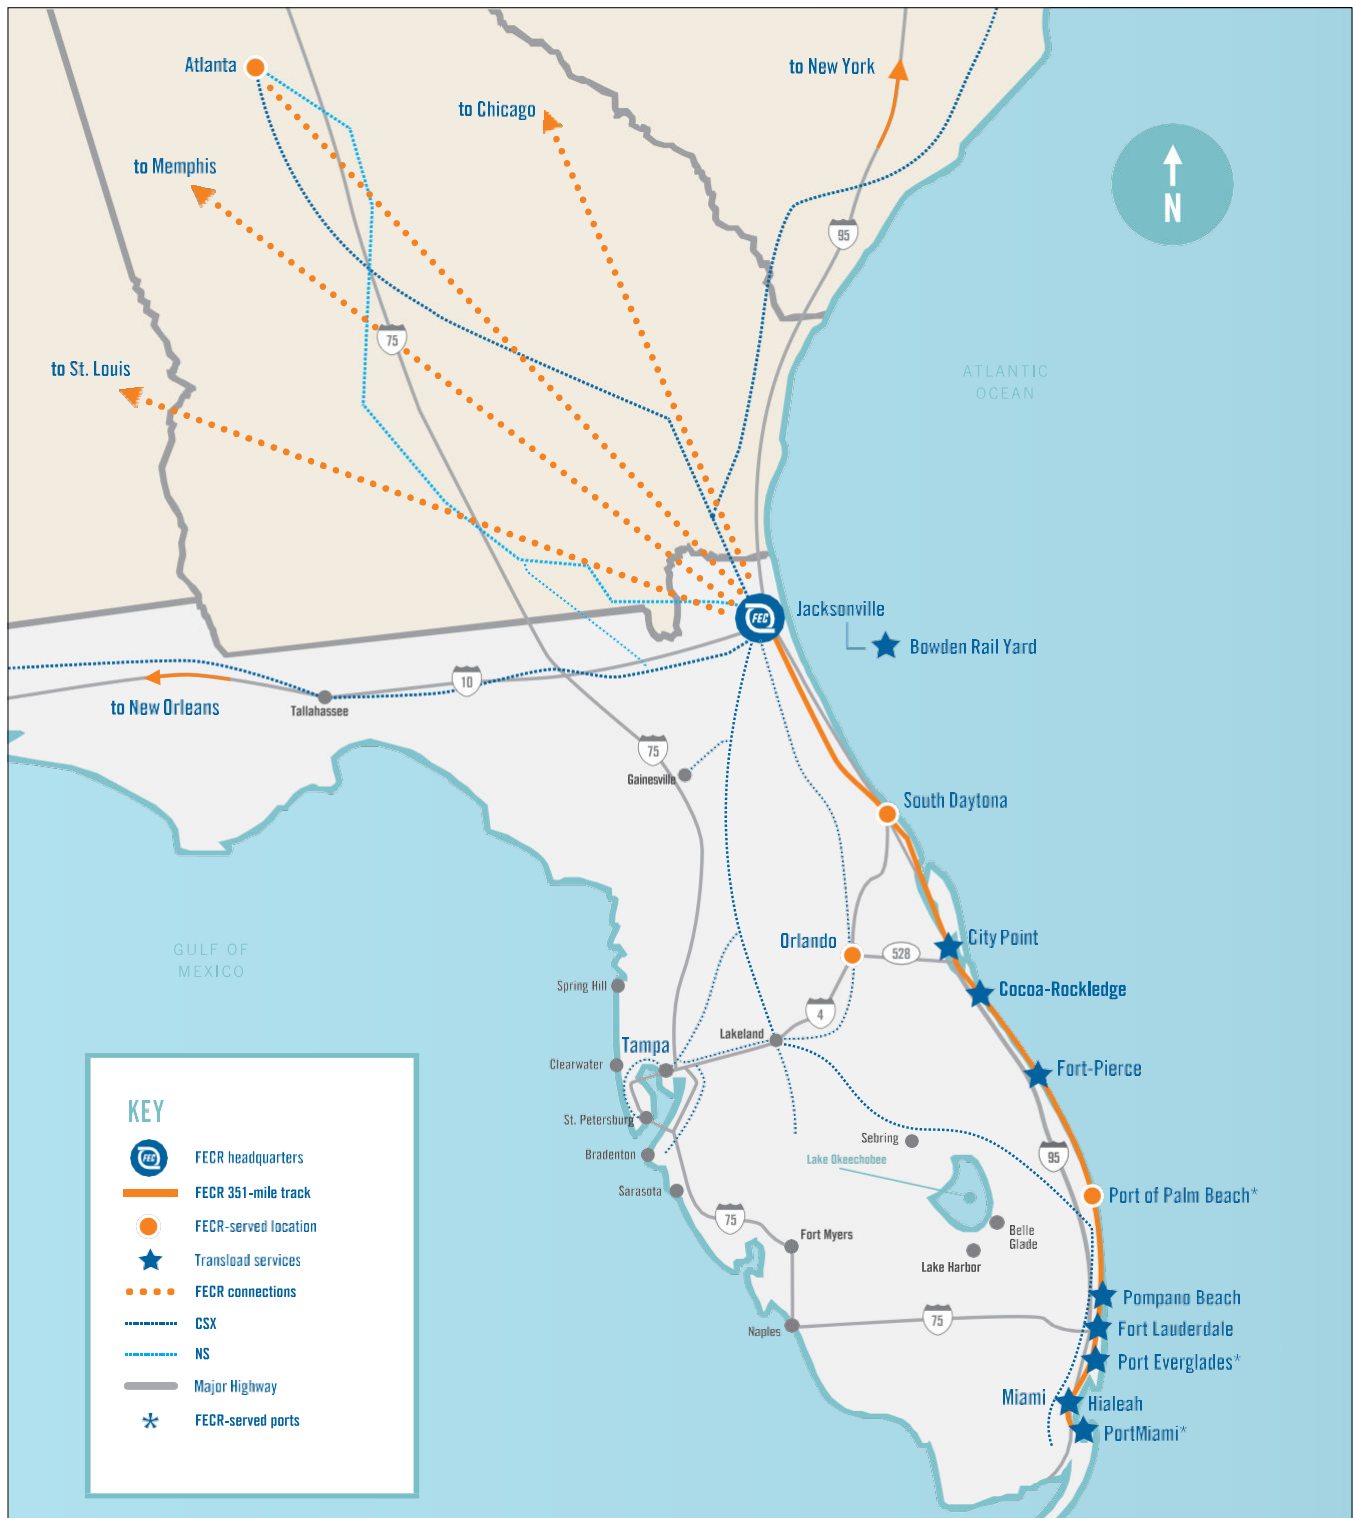 Atlanta
to New York
to Chicago
to Memphis
N
95
75
to St. Louis
ATLANTIC
OCEAN
FEC
Jacksonville
Bowden Rail Yard
10
to New Orleans
Tallahassee
75
Gainesville
South Daytona
Orlando
528
City Point
GULF OF
MEXICO
Spring Hill
Cocoa-Rockledge
4
Lakeland
Tampa
Clearwater
Fort-Pierce
St. Petersburg
Sebring
Bradenton
Lake Okeechobee
95
Sarasota
Port of Palm Beach*
75
Fort Myers
Belle
Glade
Lake Harbor
Pompano Beach
Naples
75
Fort Lauderdale
Port Everglades*
Miami
Hialeah
PortMiami*
KEY
FEC
FECR headquarters
FECR 351-mile track
FECR-served location
Transload services
FECR connections
CSX
NS
Major Highway
* FECR-served ports